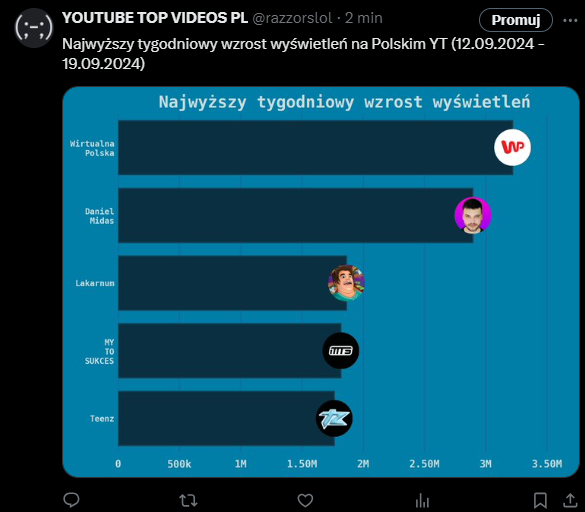 YOUTUBE TOP VIDEOS PL @razzorslol · 2 min
Promuj
Najwyższy tygodniowy wzrost wyświetleń na Polskim YT (12.09.2024 -
19.09.2024)
Najwyższy tygodniowy wzrost wyświetleń
Wirtualna
Polska
WP
Daniel
Midas
Lakarnum
MY
TO
SUKCES
Teenz
0 500k 1M 1.50M 2M 2.50M 3M 3.50M